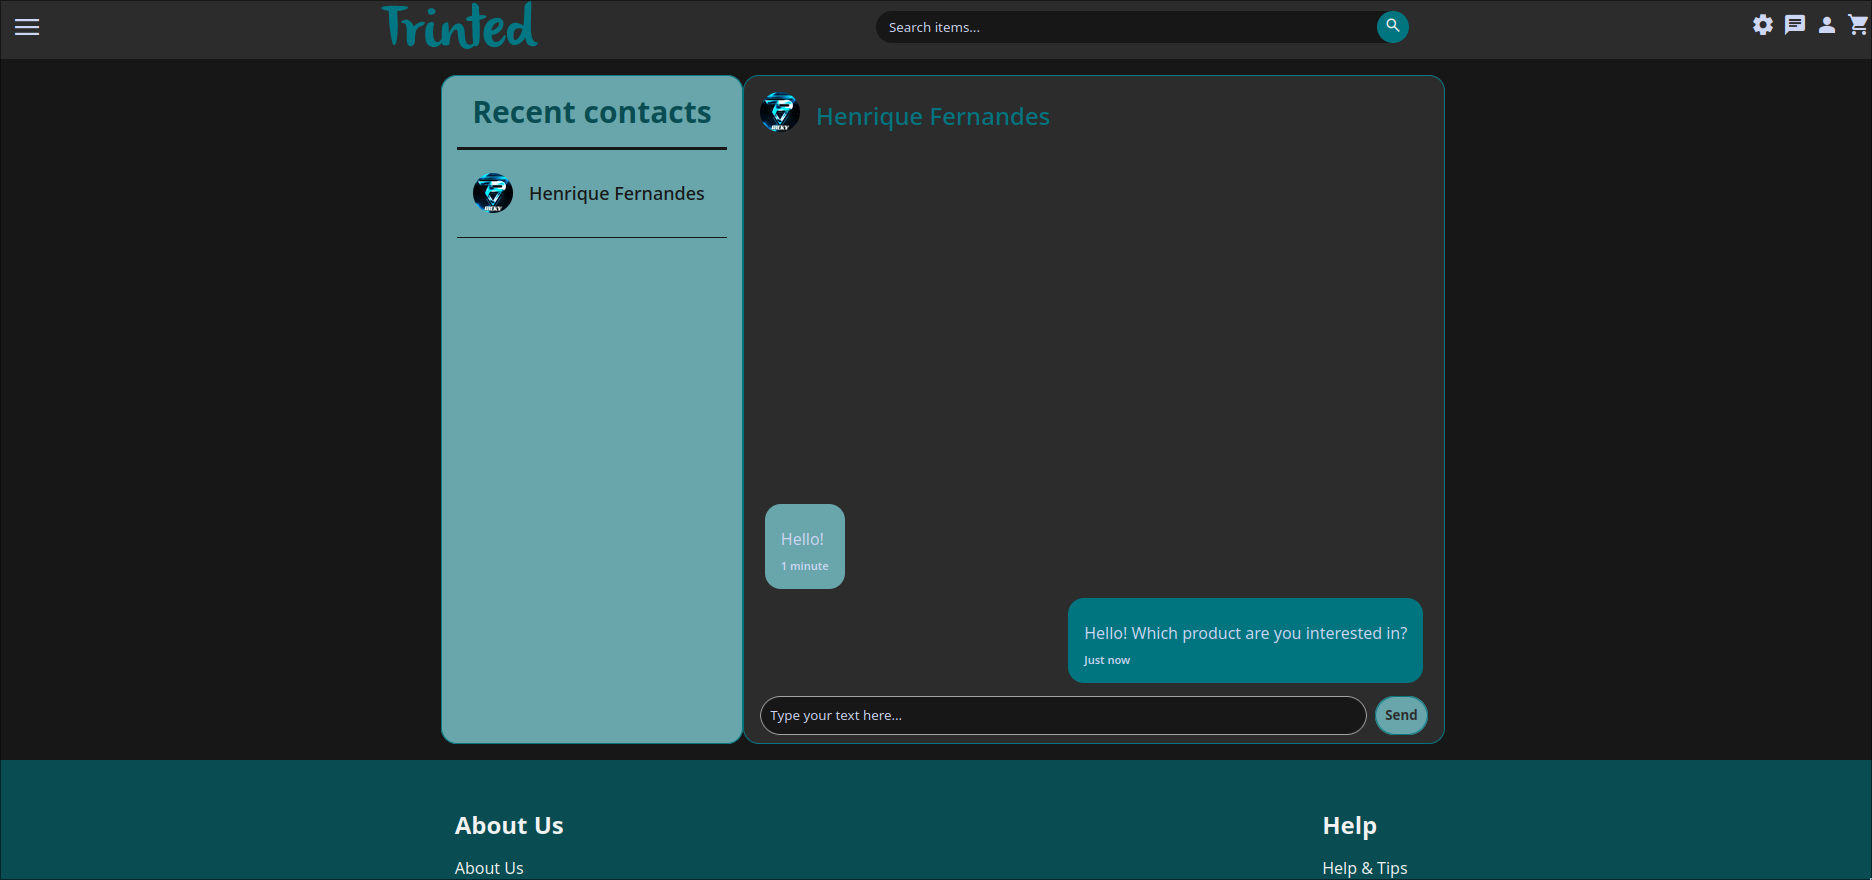 Trinted
Search items...
Recent contacts
Henrique Fernandes
Henrique Fernandes
Hello!
1 minute
Hello! Which product are you interested in?
Just now
Type your text here...
Send
About Us
About Us
Help
Help & Tips